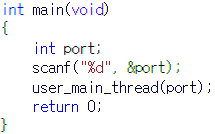 int main(void)
{
    int port;
    scanf("%d", &port);
    user_main_thread(port);
    return 0;
}